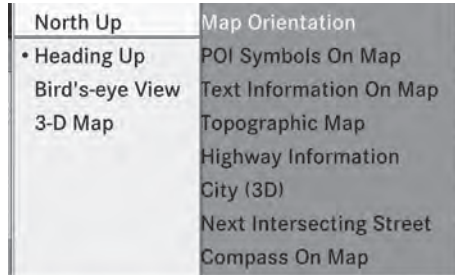 North Up
• Heading Up
Bird's-eye View
3-D Map
Map Orientation
POI Symbols On Map
Text Information On Map
Topographic Map
Highway Information
City (3D)
Next Intersecting Street
Compass On Map